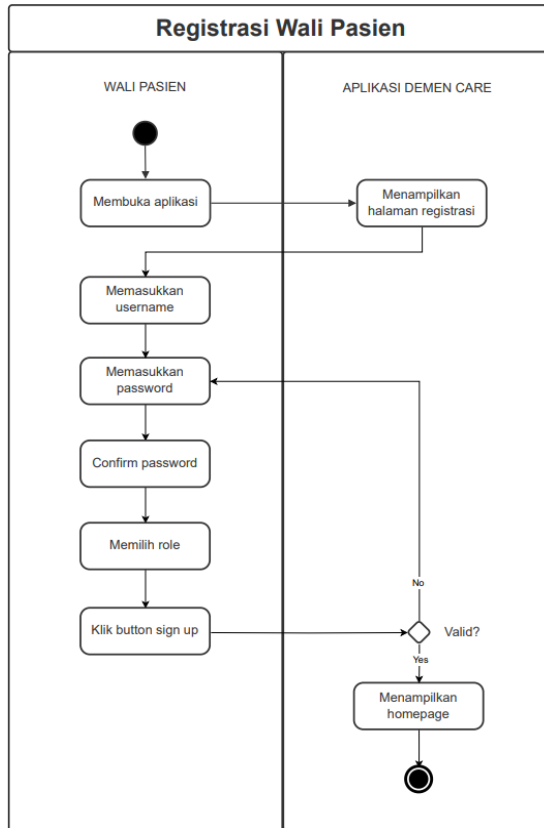 Registrasi Wali Pasien
WALI PASIEN
APLIKASI DEMEN CARE
Membuka aplikasi
Menampilkan
halaman registrasi
Memasukkan
username
Memasukkan
password
Confirm password
Memilih role
Klik button sign up
No
Valid?
Yes
Menampilkan
homepage